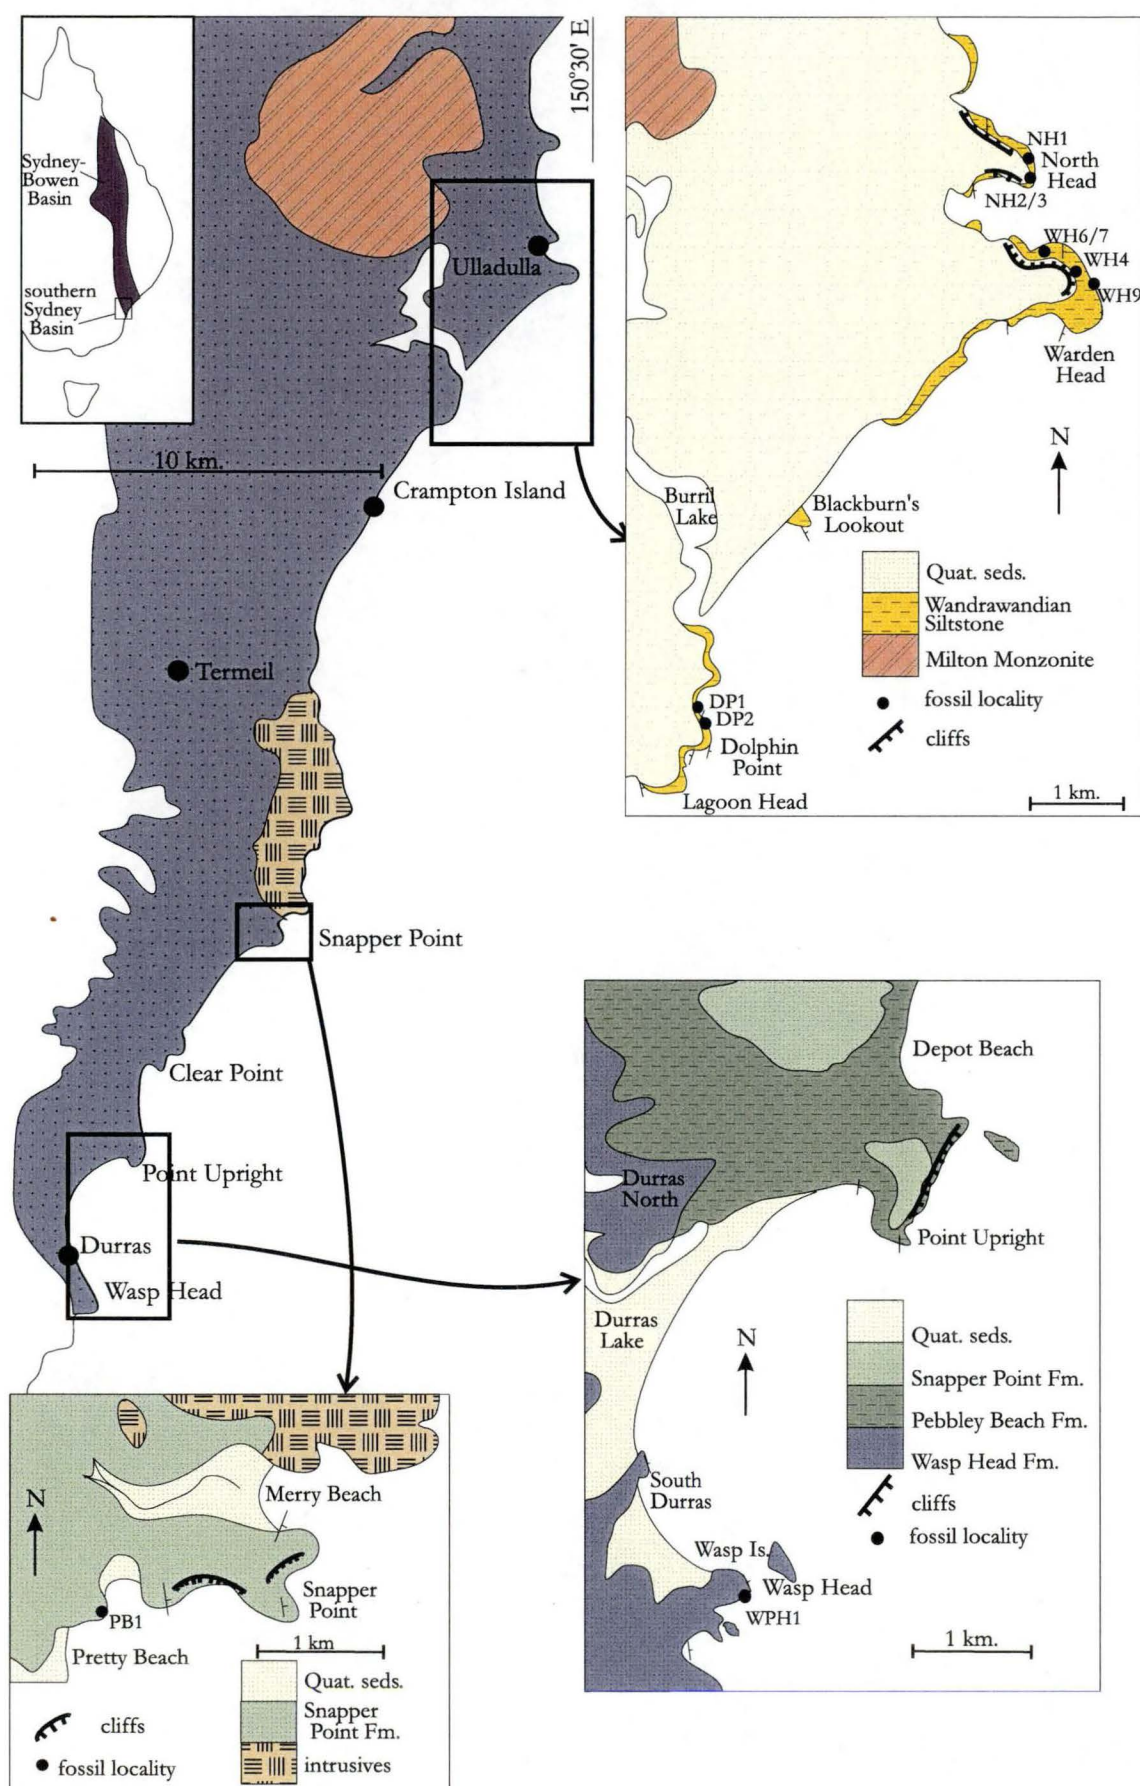 Sydney-
Bowen
Basin
southern
Sydney
Basin
150°30' E
Ulladulla
10 km.
Crampton Island
Termeil
Snapper Point
Clear Point
Point Upright
Durras
Wasp Head
NH1
North
Head
NH2/3
WH6/7
WH4
WH9
Warden
Head
N
Burril
Lake
Blackburn's
Lookout
Quat. seds.
Wandrawandian
Siltstone
Milton Monzonite
fossil locality
cliffs
1 km.
DP1
DP2
Dolphin
Point
Lagoon Head
Depot Beach
Durras
North
Point Upright
Durras
Lake
N
Quat. seds.
Snapper Point Fm.
Pebbley Beach Fm.
Wasp Head Fm.
cliffs
fossil locality
South
Durras
Wasp Is.
Wasp Head
WPH1
1 km.
Merry Beach
N
Snapper
Point
PB1
Pretty Beach
1 km
Quat. seds.
Snapper
Point Fm.
intrusives
cliffs
fossil locality